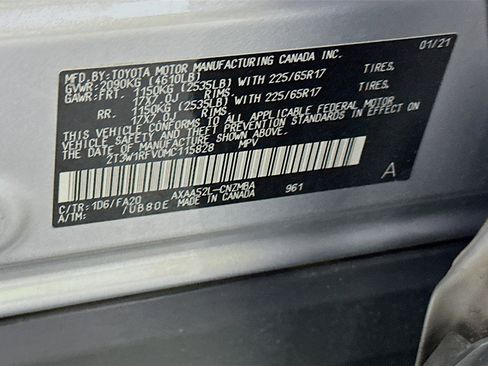 MFD.BY:TOYOTA MOTOR MANUFACTURING CANADA INC. 01/21
GVWR:2090KG (4610LB)
GAWR:FRT. 1150KG (2535LB) WITH 225/65R17 TIRES,
17X7.0J RIMS,
RR. 1150KG (2535LB) WITH 225/65R17 TIRES,
17X7.0J RIMS
THIS VEHICLE CONFORMS TO ALL APPLICABLE FEDERAL MOTOR
VEHICLE SAFETY AND THEFT PREVENTION STANDARDS IN EFFECT ON
THE DATE OF MANUFACTURE SHOWN ABOVE.
2T3W1RFV0MC115828 MPV
C/TR:1D6/FA20 AXAA52L-CNZMBA 961 A
A/TM: /UB80E MADE IN CANADA